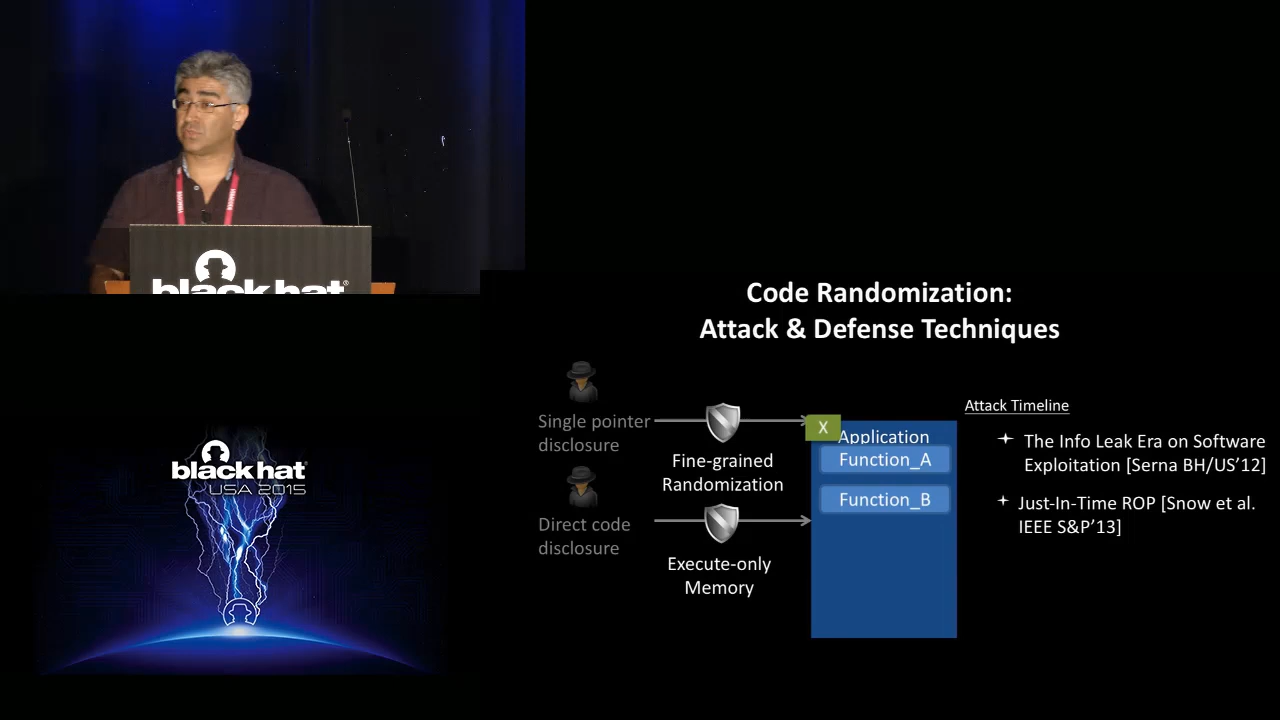 black hat
Code Randomization:
Attack & Defense Techniques
Single pointer
disclosure
Fine-grained
Randomization
Direct code
disclosure
Execute-only
Memory
X
Application
Function_A
Function_B
Attack Timeline
The Info Leak Era on Software
Exploitation [Serna BH/US’12]
Just-In-Time ROP [Snow et al.
IEEE S&P’13]
black hat
USA 2015